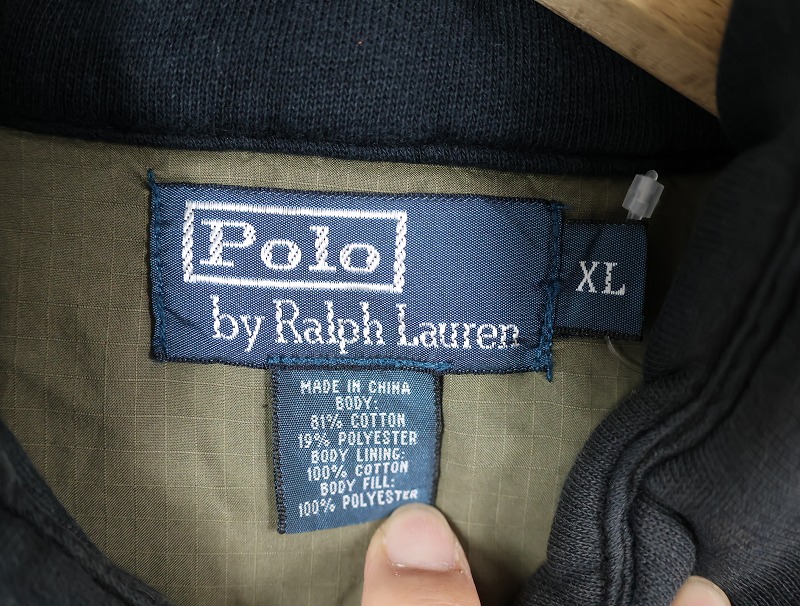 Polo
by Ralph Lauren
XL
MADE IN CHINA
BODY:
81% COTTON
19% POLYESTER
BODY LINING:
100% COTTON
BODY FILL:
100% POLYESTER